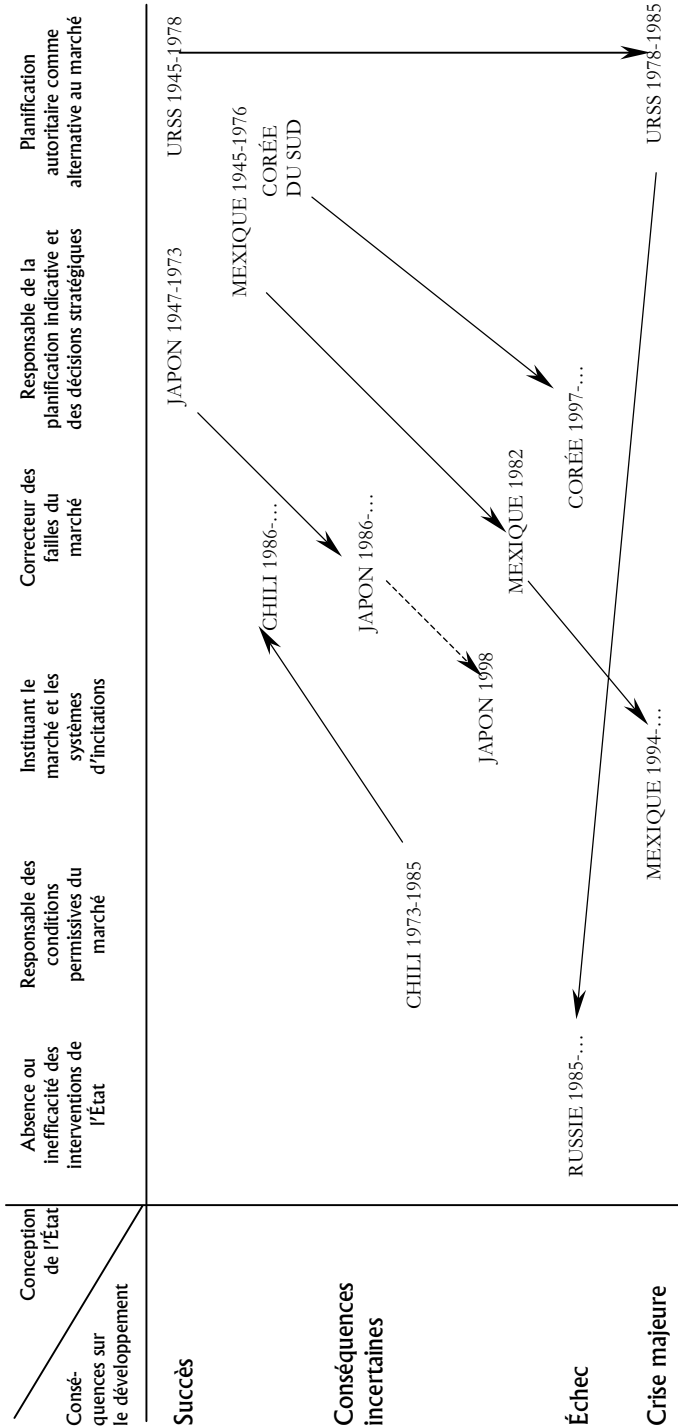 Conception
de l'État
Consé-
quences sur
le développement
Absence ou
inefficacité des
interventions de
l'État
Responsable des
conditions
permissives du
marché
Instituant le
marché et les
systèmes
d'incitations
Correcteur des
failles du
marché
Responsable de la
planification indicative et
des décisions stratégiques
Planification
autoritaire comme
alternative au marché
Succès
JAPON 1947-1973
URSS 1945-1978
CHILI 1986-…
MEXIQUE 1945-1976
CORÉE
DU SUD
Conséquences
incertaines
JAPON 1986-…
CHILI 1973-1985
JAPON 1998
MEXIQUE 1982
Échec
RUSSIE 1985-…
CORÉE 1997-…
Crise majeure
MEXIQUE 1994-…
URSS 1978-1985